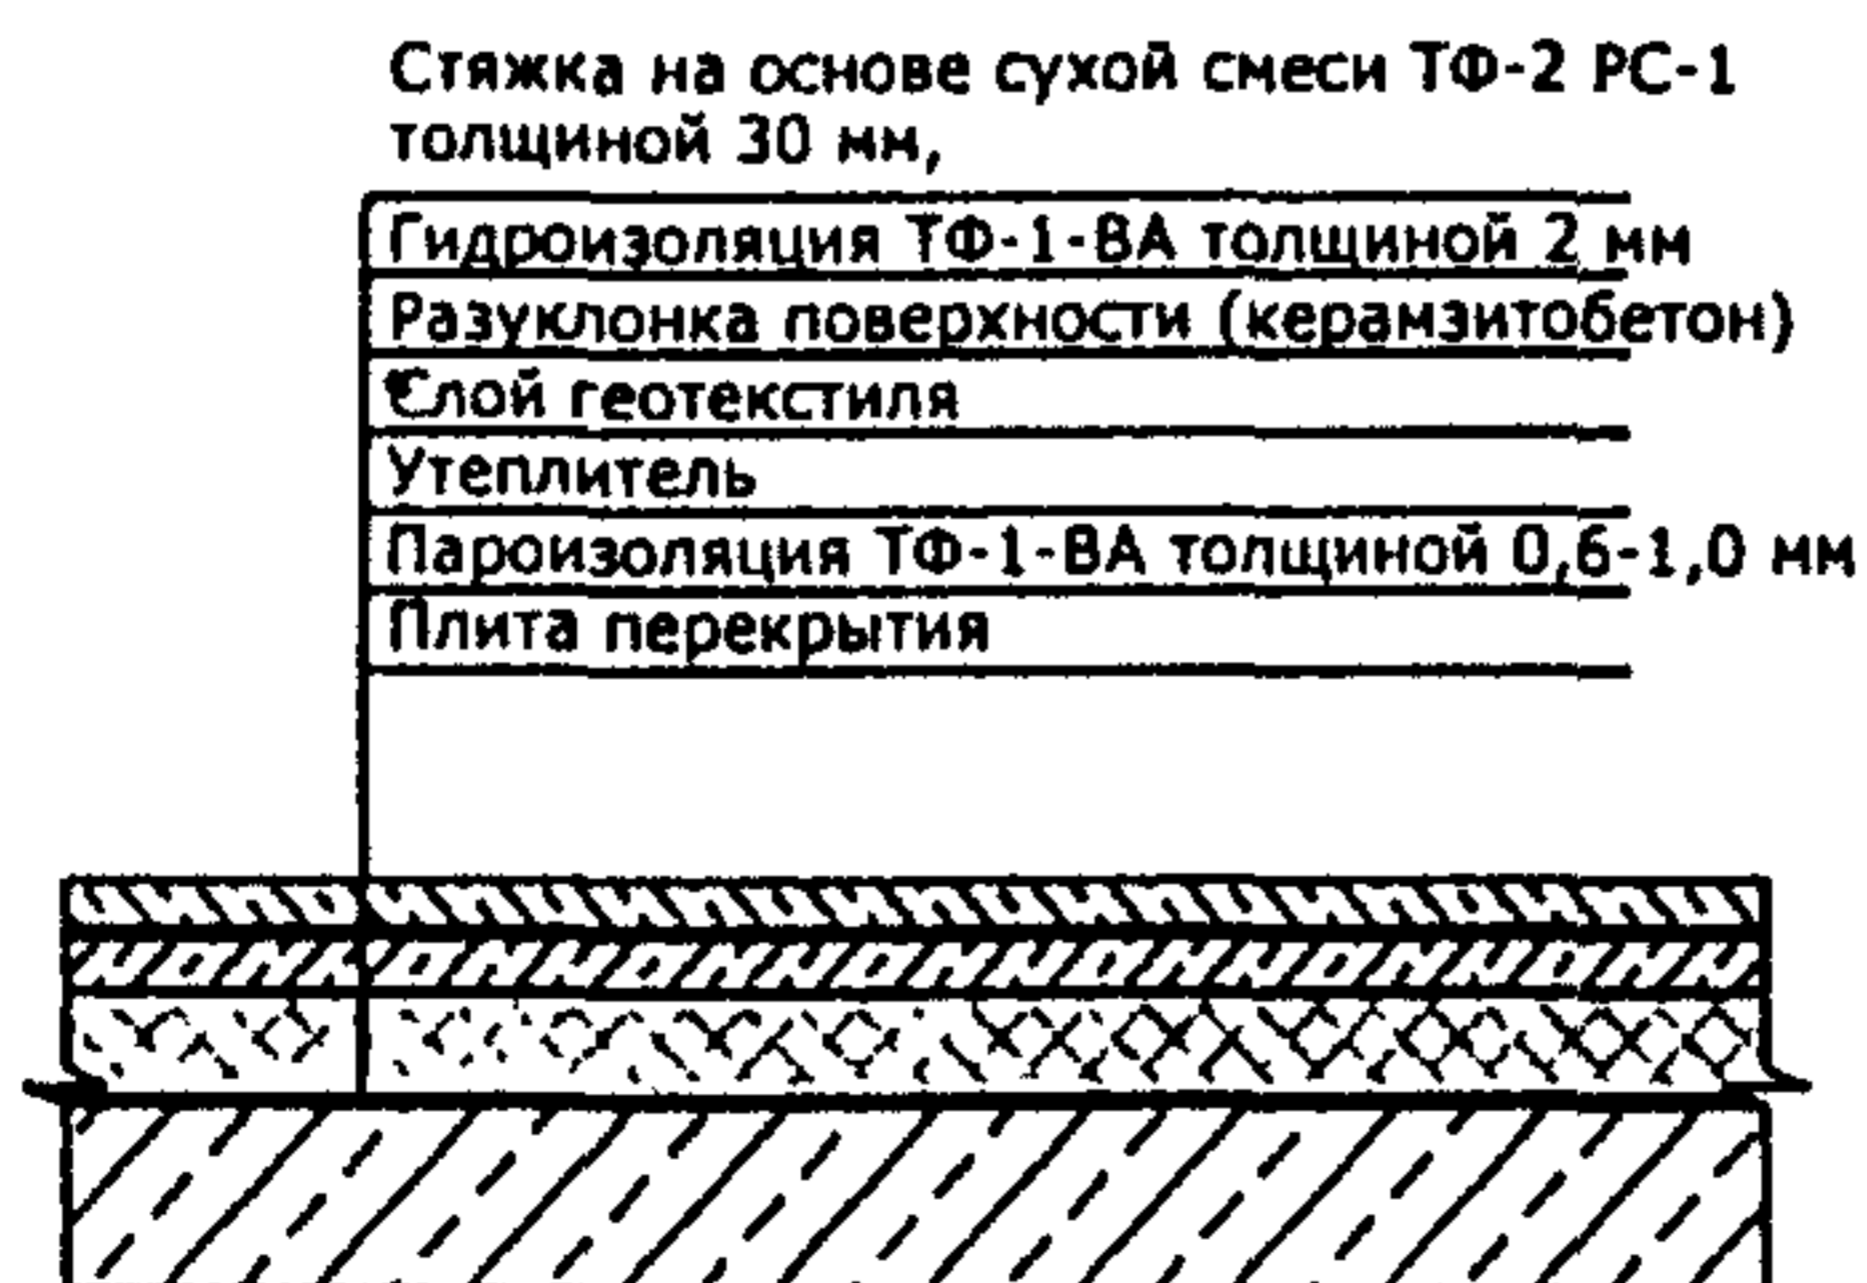 Стяжка на основе сухой смеси ТФ-2 РС-1
толщиной 30 мм,
Гидроизоляция ТФ-1-ВА толщиной 2 мм
Разуклонка поверхности (керамзитобетон)
Слой геотекстиля
Утеплитель
Пароизоляция ТФ-1-ВА толщиной 0,6-1,0 мм
Плита перекрытия